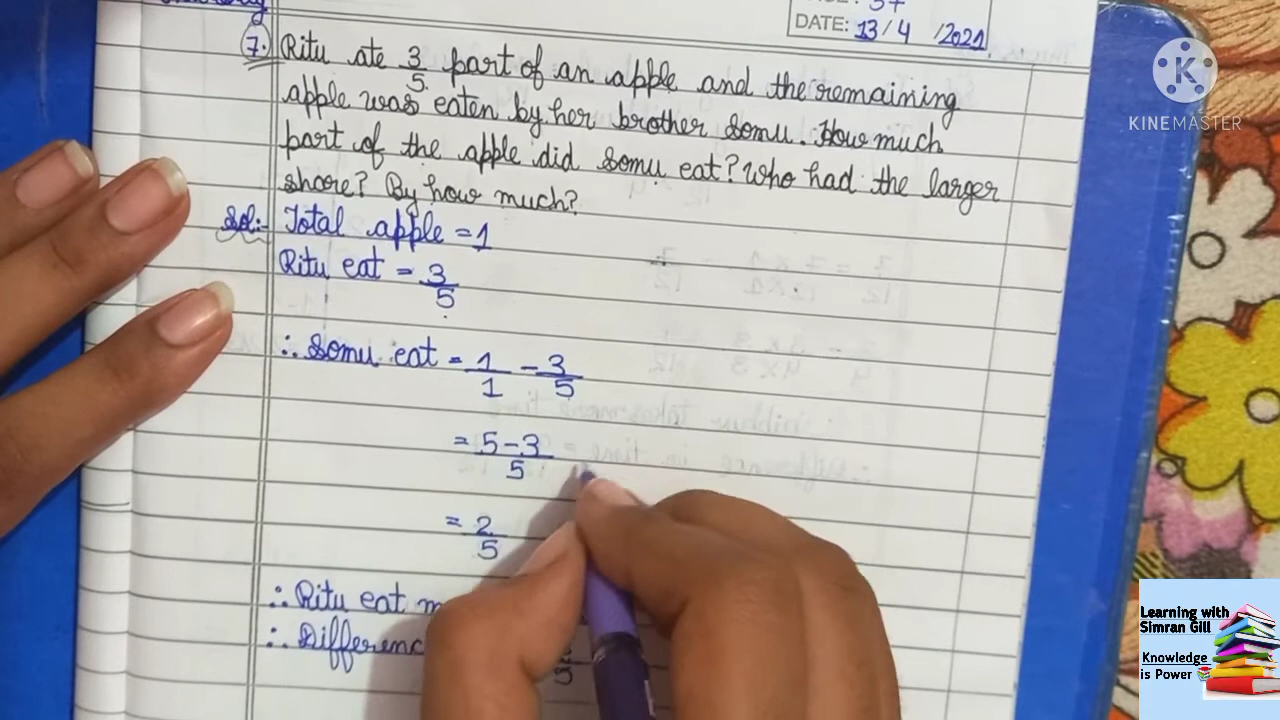 DATE: 13/4/2021
7. Ritu ate 3/5 part of an apple and the remaining
apple was eaten by her brother Somu. How much
part of the apple did Somu eat? Who had the larger
share? By how much?
Sol:- Total apple = 1
Ritu eat = 3/5
∴ Somu eat = 1/1 - 3/5
= 5-3/5
= 2/5
∴ Ritu eat
∴ 
KINEMASTER
Learning with
Simran Gill
Knowledge
is Power